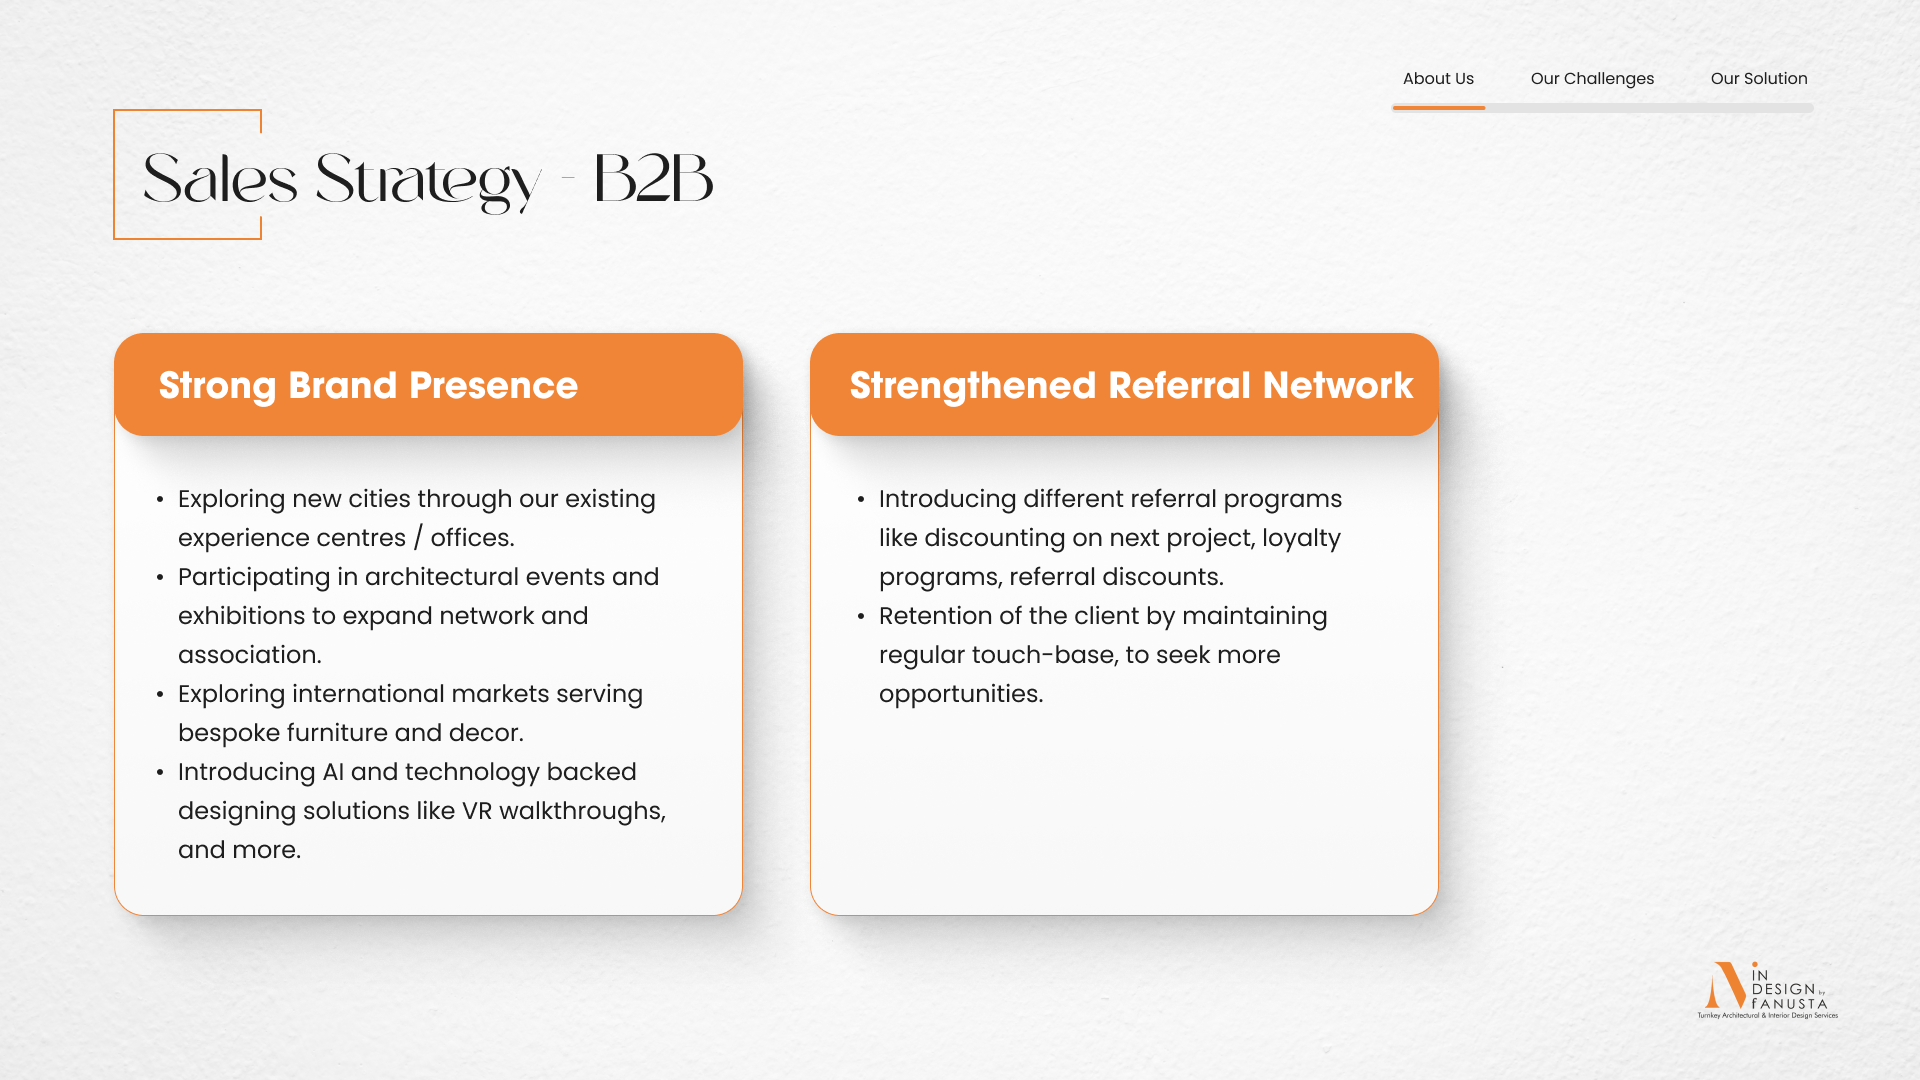 About Us
Our Challenges
Our Solution
Sales Strategy - B2B
Strong Brand Presence
• Exploring new cities through our existing
experience centres / offices.
• Participating in architectural events and
exhibitions to expand network and
association.
• Exploring international markets serving
bespoke furniture and decor.
• Introducing AI and technology backed
designing solutions like VR walkthroughs,
and more.
Strengthened Referral Network
• Introducing different referral programs
like discounting on next project, loyalty
programs, referral discounts.
• Retention of the client by maintaining
regular touch-base, to seek more
opportunities.
iN
DESIGN by
fANUSTA
Turnkey Architectural & Interior Design Services